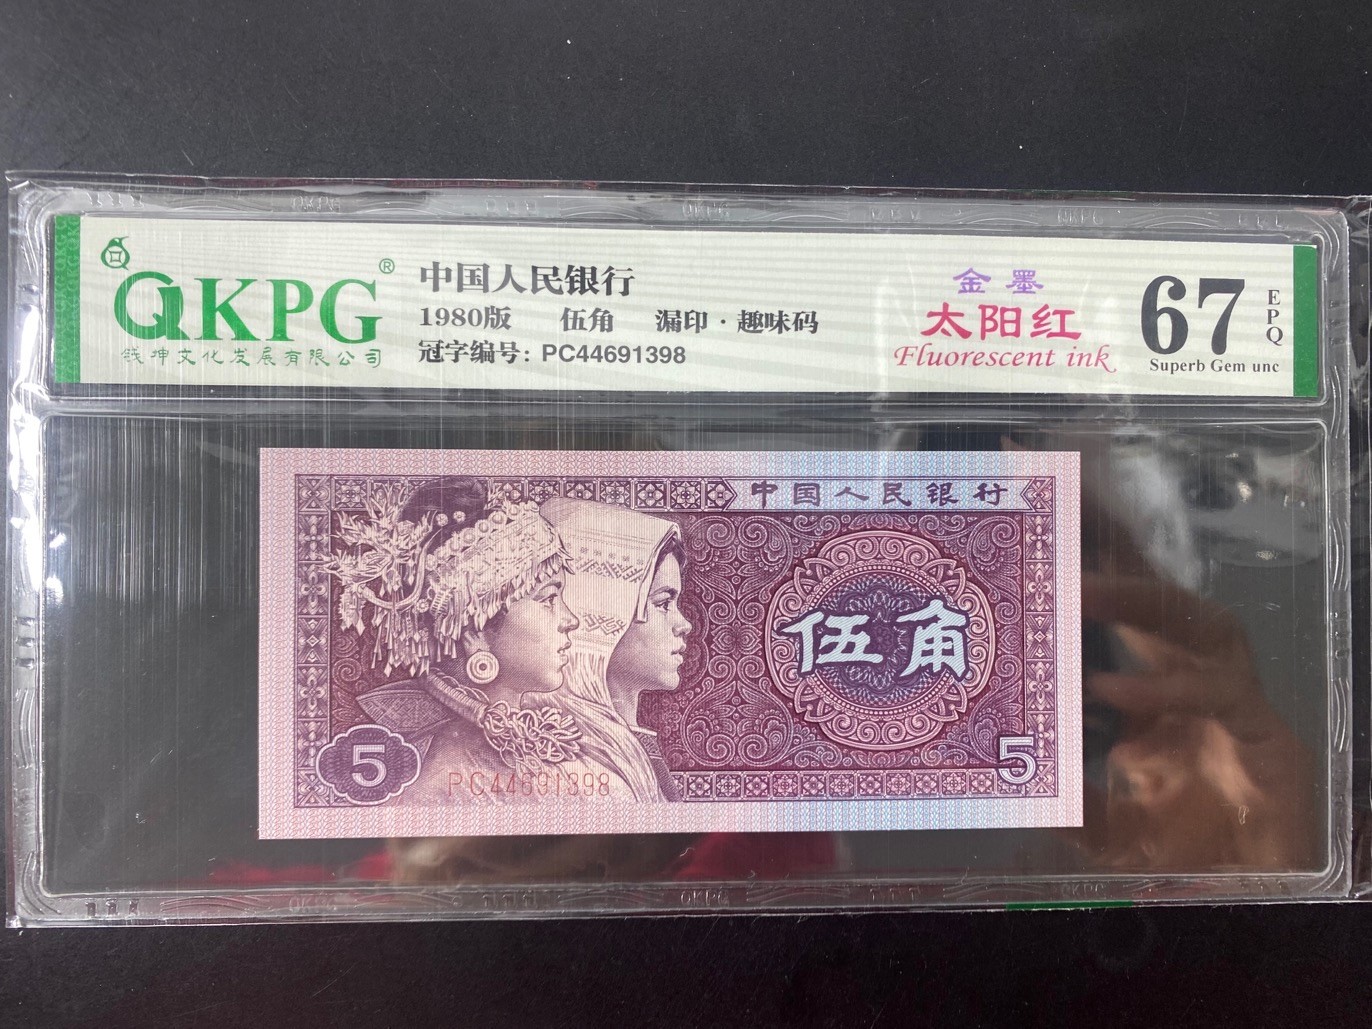 QKPG®
钱坤文化发展有限公司
中国人民银行
1980版 伍角 漏印·趣味码
冠字编号: PC44691398
金墨
太阳红
Fluorescent ink
67 EPQ
Superb Gem unc
中国人民银行
伍角
5
PC44691398
5